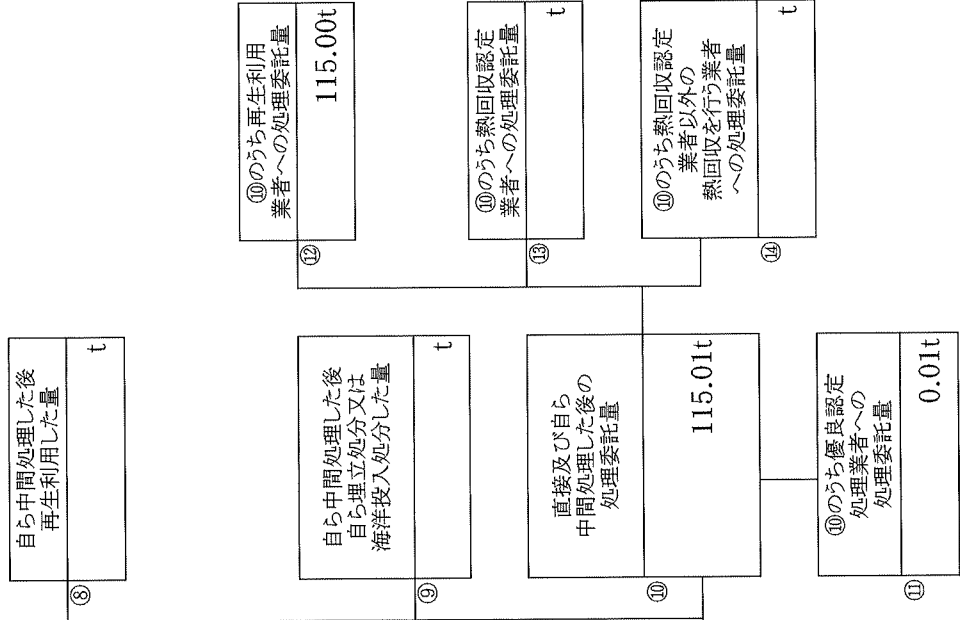 自ら中間処理した後
再生利用した量
t
⑧
自ら中間処理した後
自ら埋立処分又は
海洋投入処分した量
t
⑨
直接及び自ら
中間処理した後の
処理委託量
115.01t
⑩
⑩のうち優良認定
処理業者への
処理委託量
0.01t
⑪
⑩のうち再生利用
業者への処理委託量
115.00t
⑫
⑩のうち熱回収認定
業者への処理委託量
t
⑬
⑩のうち熱回収認定
業者以外の
熱回収を行う業者
への処理委託量
t
⑭